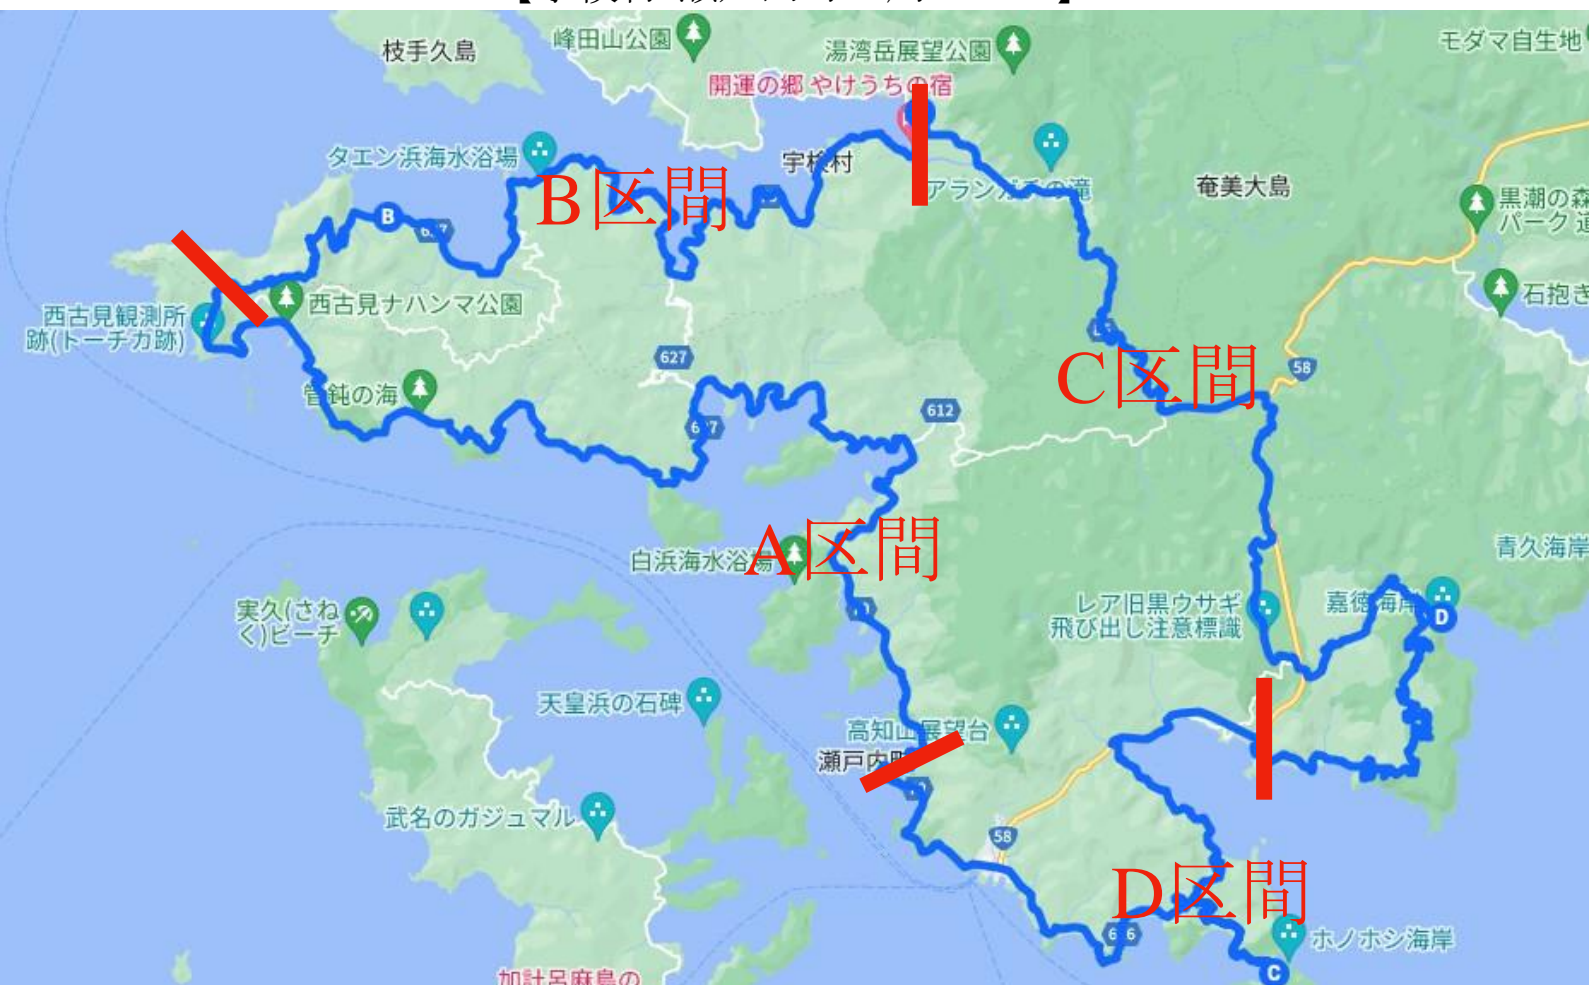 枝手久島
峰田山公園
湯湾岳展望公園
モダマ自生地
開運の郷 やけうちの宿
タエン浜海水浴場
宇検村
アランガチの滝
奄美大島
黒潮の森
パーク 道
B区間
B
石抱き
西古見観測所
跡(トーチカ跡)
西古見ナハンマ公園
627
58
C区間
管鈍の海
612
A区間
白浜海水浴場
青久海岸
実久(さね
く)ビーチ
レア旧黒ウサギ
飛び出し注意標識
嘉徳海岸
D
天皇浜の石碑
高知山展望台
瀬戸内町
武名のガジュマル
58
D区間
ホノホシ海岸
C
加計呂麻島の